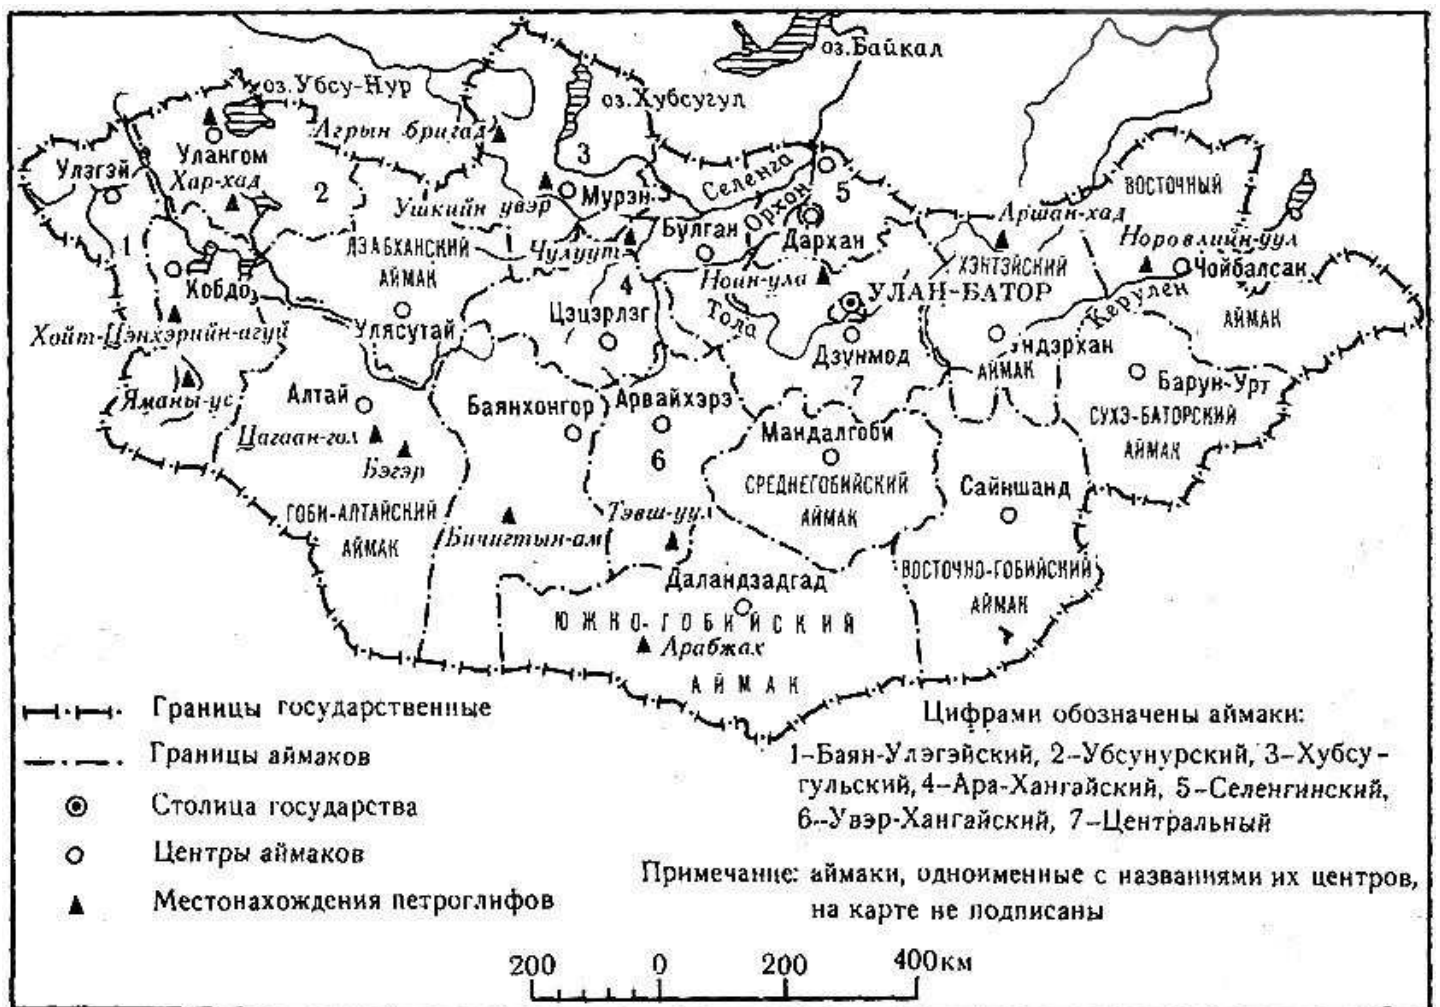 оз.Байкал
оз.Убсу-Нур
оз.Хубсугул
Агрын бригад
Улангом
Улэгэй
Хар-хад
2
3
Мурэн
Ушкийн увэр
Селенга
Орхон
5
ВОСТОЧНЫЙ
Аршан-хад
Норовлийн-уул
1
ДЗАБХАНСКИЙ
АЙМАК
Чулуут
Булган
Дархан
ХЭНТЭЙСКИЙ
Чойбалсан
Кобдо
4
Ноин-ула
УЛАН-БАТОР
Керулен
АЙМАК
Хойт-Цэнхэрийн-агуй
Улясутай
Цэцэрлэг
Тола
Дзунмод
Ундэрхан
АЙМАК
Яманы-ус
Алтай
Баянхонгор
Арвайхэрэ
7
Барун-Урт
Цагаан-гол
Бэгэр
6
Мандалгоби
СУХЭ-БАТОРСКИЙ
АЙМАК
ГОБИ-АЛТАЙСКИЙ
АЙМАК
Бичигтын-ам
Тэвш-уул
СРЕДНЕГОБИЙСКИЙ
АЙМАК
Сайншанд
Даландзадгад
ВОСТОЧНО-ГОБИЙСКИЙ
АЙМАК
ЮЖНО-ГОБИЙСКИЙ
Арабжах
АЙМАК
Границы государственные
Границы аймаков
Столица государства
Центры аймаков
Местонахождения петроглифов
Цифрами обозначены аймаки:
1–Баян-Улэгэйский, 2–Убсунурский, 3–Хубсу-
гульский, 4–Ара-Хангайский, 5–Селенгинский,
6–Увэр-Хангайский, 7–Центральный
Примечание: аймаки, одноименные с названиями их центров,
на карте не подписаны
200 0 200 400км